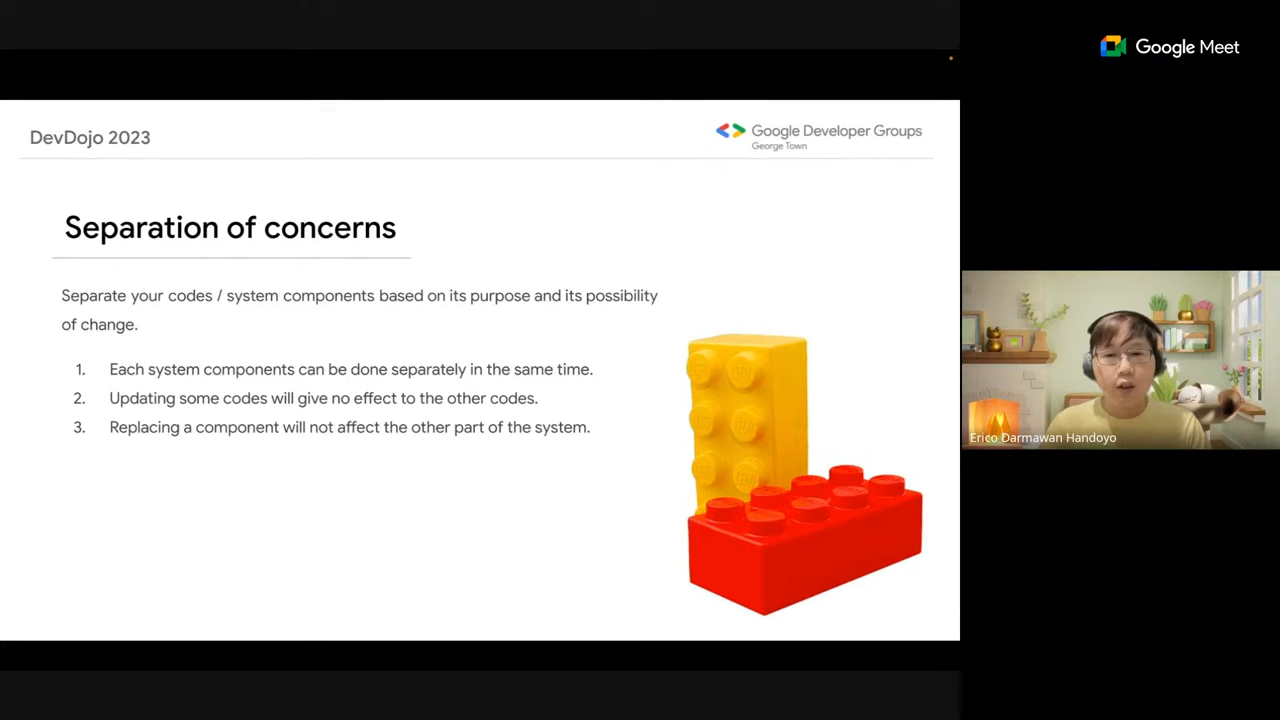 Google Meet
DevDojo 2023
Google Developer Groups
George Town
Separation of concerns
Separate your codes / system components based on its purpose and its possibility
of change.
1. Each system components can be done separately in the same time.
2. Updating some codes will give no effect to the other codes.
3. Replacing a component will not affect the other part of the system.
Erico Darmawan Handoyo